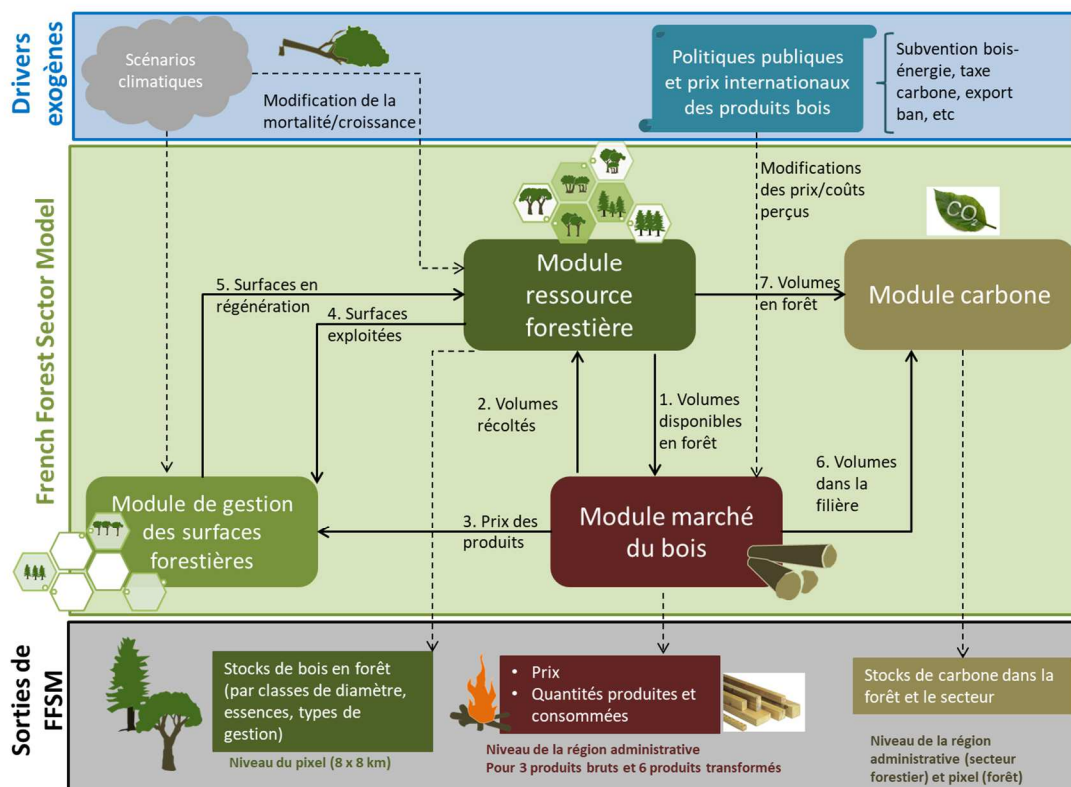 Drivers
exogènes
Scénarios
climatiques
Modification de la
mortalité/croissance
Politiques publiques
et prix internationaux
des produits bois
Subvention bois-
énergie, taxe
carbone, export
ban, etc
French Forest Sector Model
Modifications
des prix/coûts
perçus
CO2
Module
ressource
forestière
Module carbone
5. Surfaces en
régénération
4. Surfaces
exploitées
7. Volumes
en forêt
2. Volumes
récoltés
1. Volumes
disponibles
en forêt
6. Volumes
dans la
filière
Module de gestion
des surfaces
forestières
3. Prix des
produits
Module marché
du bois
Sorties de
FFSM
Stocks de bois en forêt
(par classes de diamètre,
essences, types de
gestion)
Niveau du pixel (8 x 8 km)
• Prix
• Quantités produites et
consommées
Niveau de la région administrative
Pour 3 produits bruts et 6 produits transformés
Stocks de carbone dans la
forêt et le secteur
Niveau de la région
administrative (secteur
forestier) et pixel (forêt)